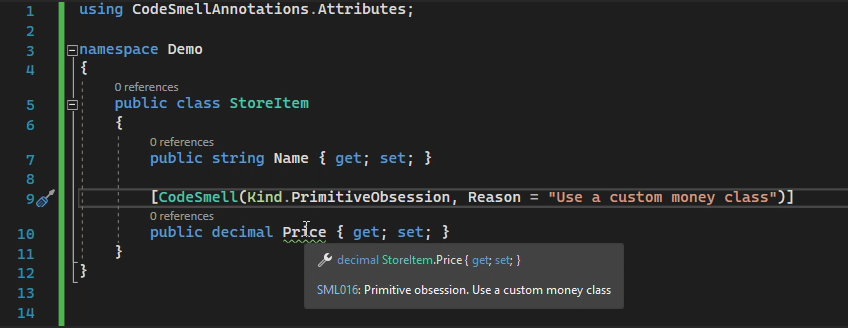 1 using CodeSmellAnnotations.Attributes;
2
3 namespace Demo
4 {
0 references
5 public class StoreItem
6 {
0 references
7 public string Name { get; set; }
8
9 [CodeSmell(Kind.PrimitiveObsession, Reason = "Use a custom money class")]
0 references
10 public decimal Price { get; set; }
11 }
12 }
decimal StoreItem.Price { get; set; }
SML016: Primitive obsession. Use a custom money class
13
14